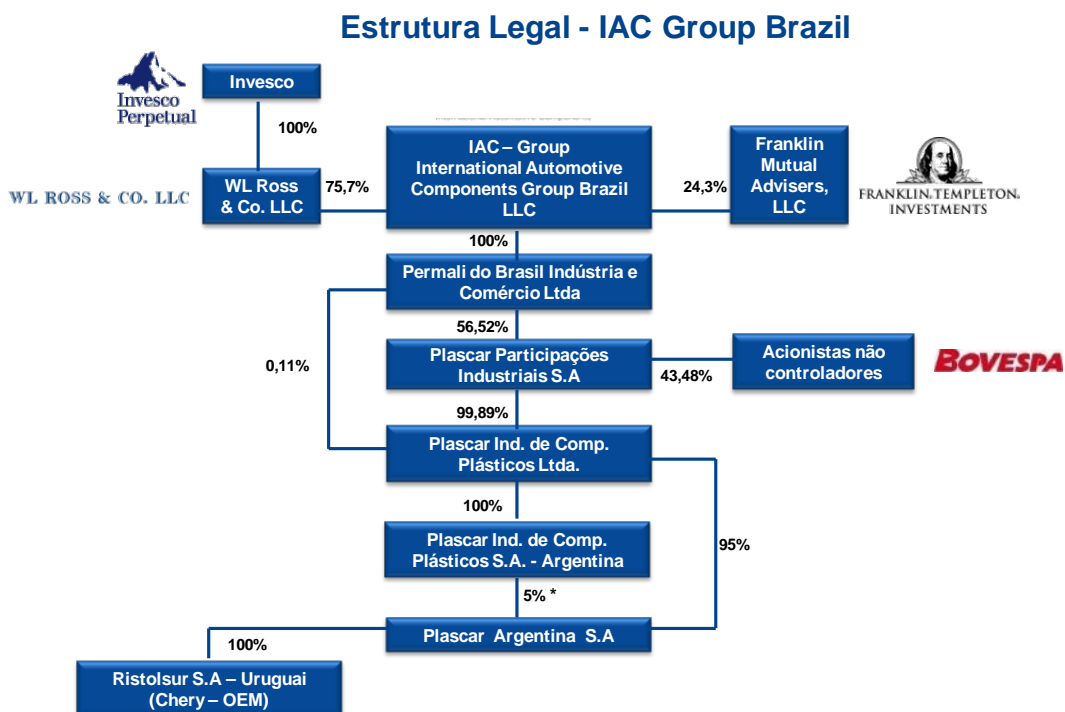 Estrutura Legal - IAC Group Brazil
Invesco
Perpetual
Invesco
100%
WL ROSS & CO. LLC
WL Ross
& Co. LLC
75,7%
IAC – Group
International Automotive
Components Group Brazil
LLC
24,3%
Franklin
Mutual
Advisers,
LLC
FRANKLIN TEMPLETON
INVESTMENTS
100%
Permali do Brasil Indústria e
Comércio Ltda
56,52%
0,11%
Plascar Participações
Industriais S.A
43,48%
Acionistas não
controladores
BOVESPA
99,89%
Plascar Ind. de Comp.
Plásticos Ltda.
100%
95%
Plascar Ind. de Comp.
Plásticos S.A. - Argentina
5% *
Plascar Argentina S.A
100%
Ristolsur S.A – Uruguai
(Chery – OEM)